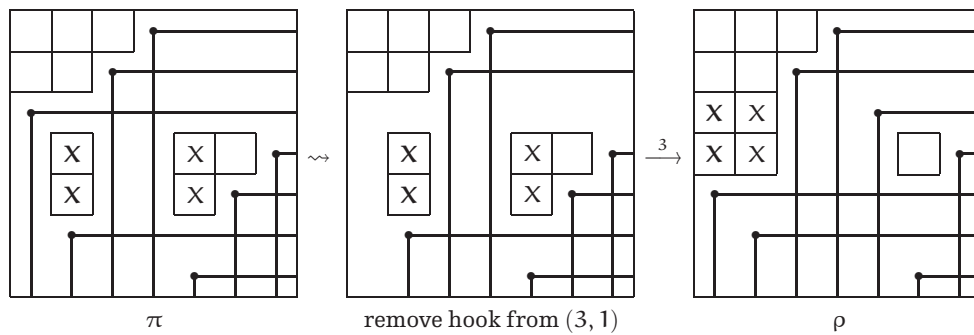 X X X X
X X X X
3
X X
X X
π remove hook from (3, 1) ρ